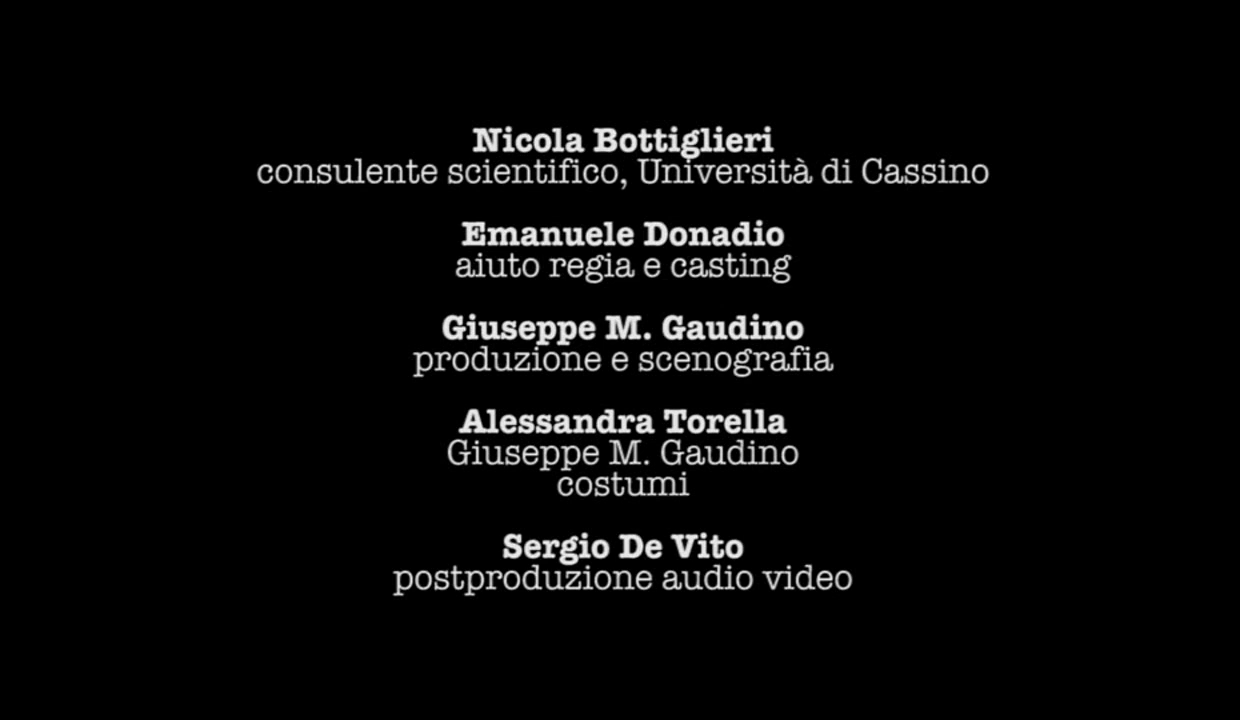 Nicola Bottiglieri
consulente scientifico, Università di Cassino
Emanuele Donadio
aiuto regia e casting
Giuseppe M. Gaudino
produzione e scenografia
Alessandra Torella
Giuseppe M. Gaudino
costumi
Sergio De Vito
postproduzione audio video